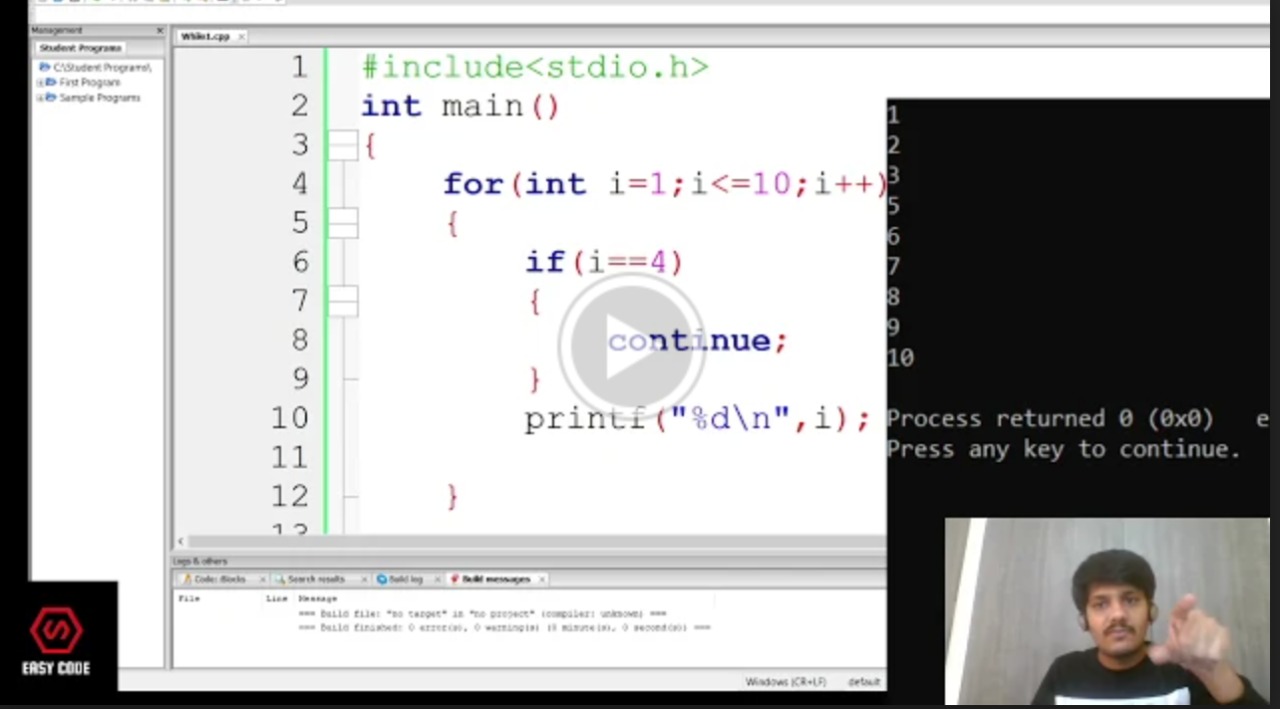 Management
Student Programs
C:\Student Programs\
First Program
Sample Programs
While1.cpp
1 #include<stdio.h>
2 int main()
3 {
4 for(int i=1;i<=10;i++)
5 {
6 if(i==4)
7 {
8 continue;
9 }
10 printf("%d\n",i);
11
12 }
13
1
2
3
5
6
7
8
9
10
Process returned 0 (0x0) e
Press any key to continue.
Logs & others
Code::Blocks
Search results
Build log
Build messages
File Line Message
=== Build file: "no target" in "no project" (compiler: unknown) ===
=== Build finished: 0 error(s), 0 warning(s) (0 minute(s), 0 second(s)) ===
Windows (CR+LF) default
EASY CODE